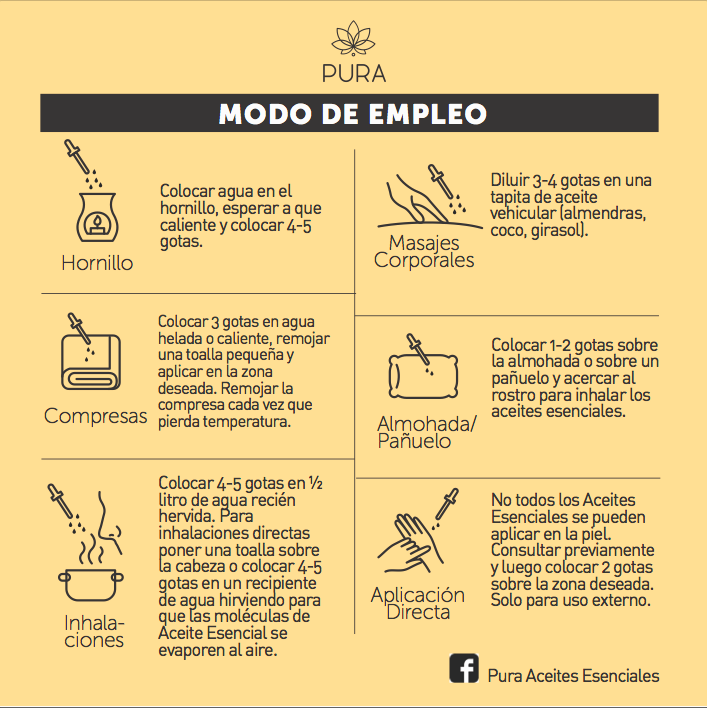 PURA
MODO DE EMPLEO
Hornillo
Colocar agua en el
hornillo, esperar a que
caliente y colocar 4-5
gotas.
Masajes
Corporales
Diluir 3-4 gotas en una
tapita de aceite
vehicular (almendras,
coco, girasol).
Compresas
Colocar 3 gotas en agua
helada o caliente, remojar
una toalla pequeña y
aplicar en la zona
deseada. Remojar la
compresa cada vez que
pierda temperatura.
Almohada/
Pañuelo
Colocar 1-2 gotas sobre
la almohada o sobre un
pañuelo y acercar al
rostro para inhalar los
aceites esenciales.
Inhala-
ciones
Colocar 4-5 gotas en ½
litro de agua recién
hervida. Para
inhalaciones directas
poner una toalla sobre
la cabeza o colocar 4-5
gotas en un recipiente
de agua hirviendo para
que las moléculas de
Aceite Esencial se
evaporen al aire.
Aplicación
Directa
No todos los Aceites
Esenciales se pueden
aplicar en la piel.
Consultar previamente
y luego colocar 2 gotas
sobre la zona deseada.
Solo para uso externo.
f Pura Aceites Esenciales